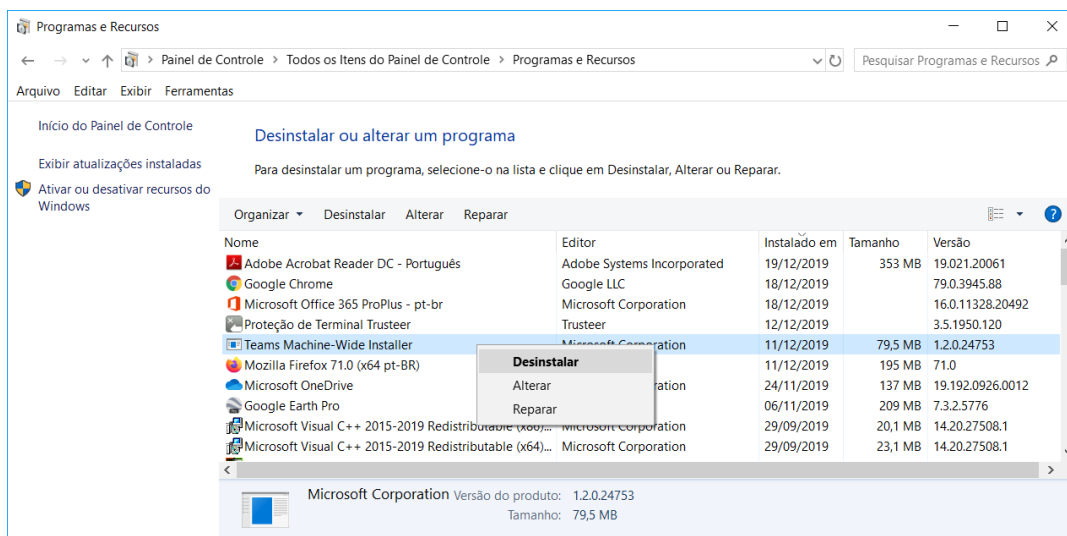 Programas e Recursos
Painel de Controle > Todos os Itens do Painel de Controle > Programas e Recursos
Pesquisar Programas e Recursos
Arquivo Editar Exibir Ferramentas
Início do Painel de Controle
Exibir atualizações instaladas
Ativar ou desativar recursos do
Windows
Desinstalar ou alterar um programa
Para desinstalar um programa, selecione-o na lista e clique em Desinstalar, Alterar ou Reparar.
Organizar Desinstalar Alterar Reparar
Nome Editor Instalado em Tamanho Versão
Adobe Acrobat Reader DC - Português Adobe Systems Incorporated 19/12/2019 353 MB 19.021.20061
Google Chrome Google LLC 18/12/2019 79.0.3945.88
Microsoft Office 365 ProPlus - pt-br Microsoft Corporation 18/12/2019 16.0.11328.20492
Proteção de Terminal Trusteer Trusteer 12/12/2019 3.5.1950.120
Teams Machine-Wide Installer Microsoft Corporation 11/12/2019 79,5 MB 1.2.0.24753
Mozilla Firefox 71.0 (x64 pt-BR) 11/12/2019 195 MB 71.0
Microsoft OneDrive ration 24/11/2019 137 MB 19.192.0926.0012
Google Earth Pro 06/11/2019 209 MB 7.3.2.5776
Microsoft Visual C++ 2015-2019 Redistributable (x86)... Microsoft Corporation 29/09/2019 20,1 MB 14.20.27508.1
Microsoft Visual C++ 2015-2019 Redistributable (x64)... Microsoft Corporation 29/09/2019 23,1 MB 14.20.27508.1
Desinstalar
Alterar
Reparar
Microsoft Corporation Versão do produto: 1.2.0.24753
Tamanho: 79,5 MB